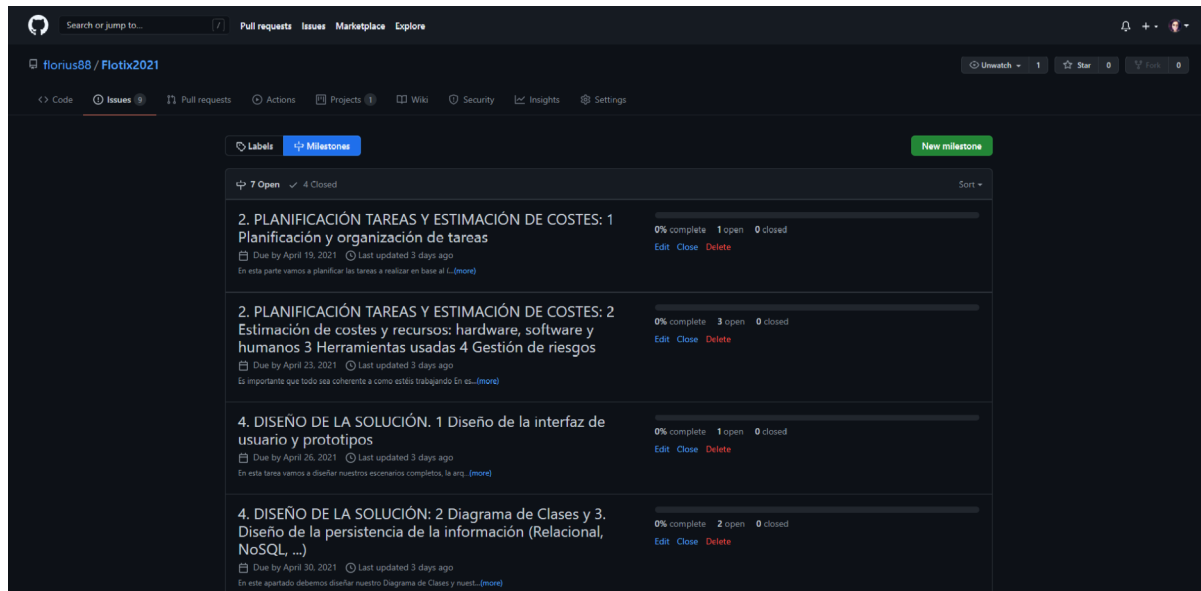 Search or jump to... / Pull requests Issues Marketplace Explore
florius88 / Flotix2021 Unwatch 1 Star 0 Fork 0
Code Issues 9 Pull requests Actions Projects 1 Wiki Security Insights Settings
Labels Milestones New milestone
7 Open 4 Closed Sort
2. PLANIFICACIÓN TAREAS Y ESTIMACIÓN DE COSTES: 1
Planificación y organización de tareas
Due by April 19, 2021 Last updated 3 days ago
En esta parte vamos a planificar las tareas a realizar en base al (...(more)
0% complete 1 open 0 closed
Edit Close Delete
2. PLANIFICACIÓN TAREAS Y ESTIMACIÓN DE COSTES: 2
Estimación de costes y recursos: hardware, software y
humanos 3 Herramientas usadas 4 Gestión de riesgos
Due by April 23, 2021 Last updated 3 days ago
Es importante que todo sea coherente a como estéis trabajando En es...(more)
0% complete 3 open 0 closed
Edit Close Delete
4. DISEÑO DE LA SOLUCIÓN. 1 Diseño de la interfaz de
usuario y prototipos
Due by April 26, 2021 Last updated 3 days ago
En esta tarea vamos a diseñar nuestros escenarios completos, la arq...(more)
0% complete 1 open 0 closed
Edit Close Delete
4. DISEÑO DE LA SOLUCIÓN: 2 Diagrama de Clases y 3.
Diseño de la persistencia de la información (Relacional,
NoSQL, ...)
Due by April 30, 2021 Last updated 3 days ago
En este apartado debemos diseñar nuestro Diagrama de Clases y nuest...(more)
0% complete 2 open 0 closed
Edit Close Delete